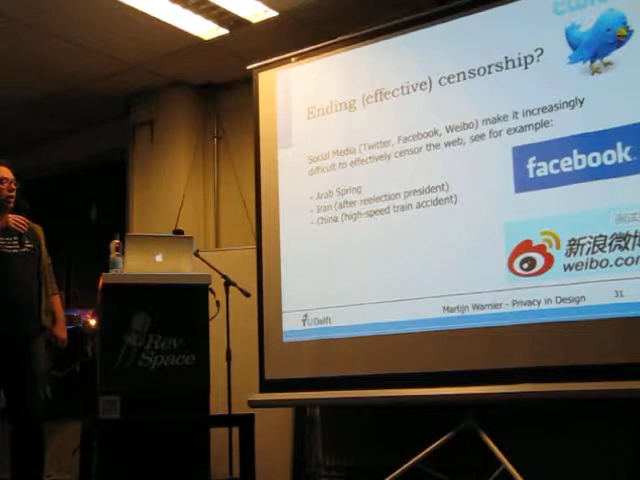 Ending (effective) censorship?
Social Media (Twitter, Facebook, Weibo) make it increasingly
difficult to effectively censor the web, see for example:
- Arab Spring
- Iran (after reelection president)
- China (high-speed train accident)
facebook
新浪微博
weibo.com
TUDelft
Martijn Warnier - Privacy in Design
31
Rev
Space